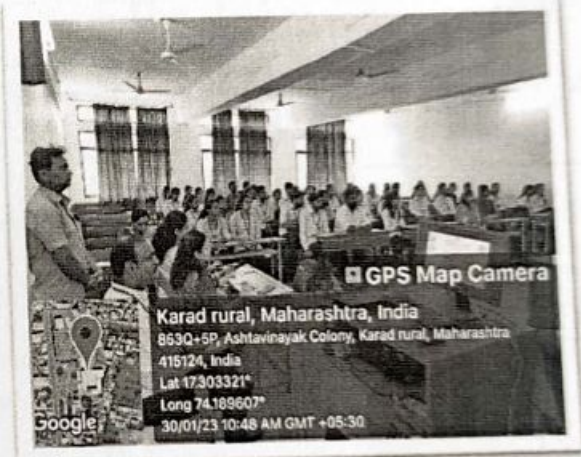 GPS Map Camera
Karad rural, Maharashtra, India
863Q+5P, Ashtavinayak Colony, Karad rural, Maharashtra
415124, India
Lat 17.303321°
Long 74.189607°
30/01/23 10:48 AM GMT +05:30
Google